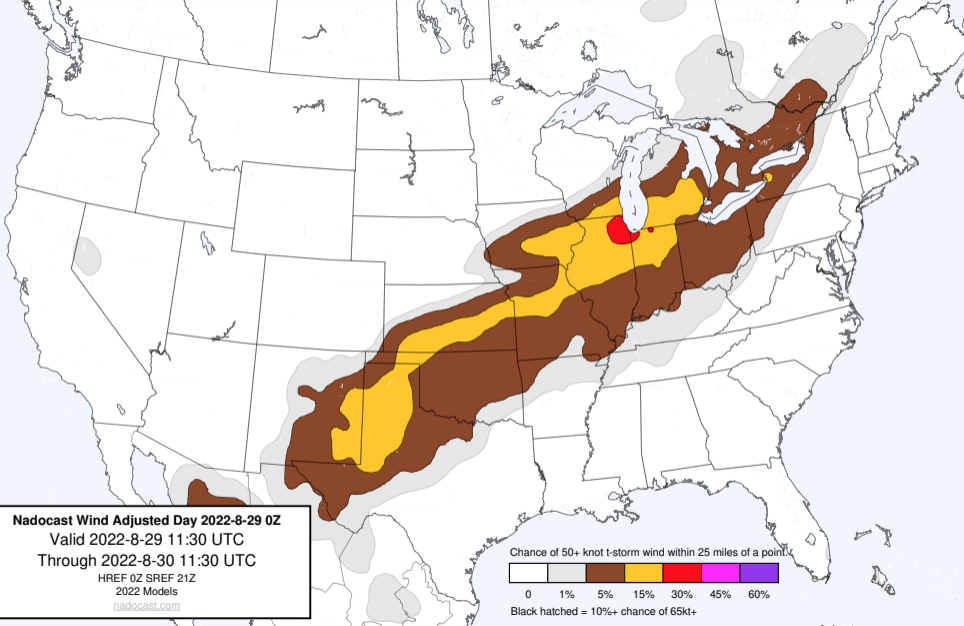 Nadocast Wind Adjusted Day 2022-8-29 0Z
Valid 2022-8-29 11:30 UTC
Through 2022-8-30 11:30 UTC
HREF 0Z SREF 21Z
2022 Models
nadocast.com
Chance of 50+ knot t-storm wind within 25 miles of a point.
0 1% 5% 15% 30% 45% 60%
Black hatched = 10%+ chance of 65kt+